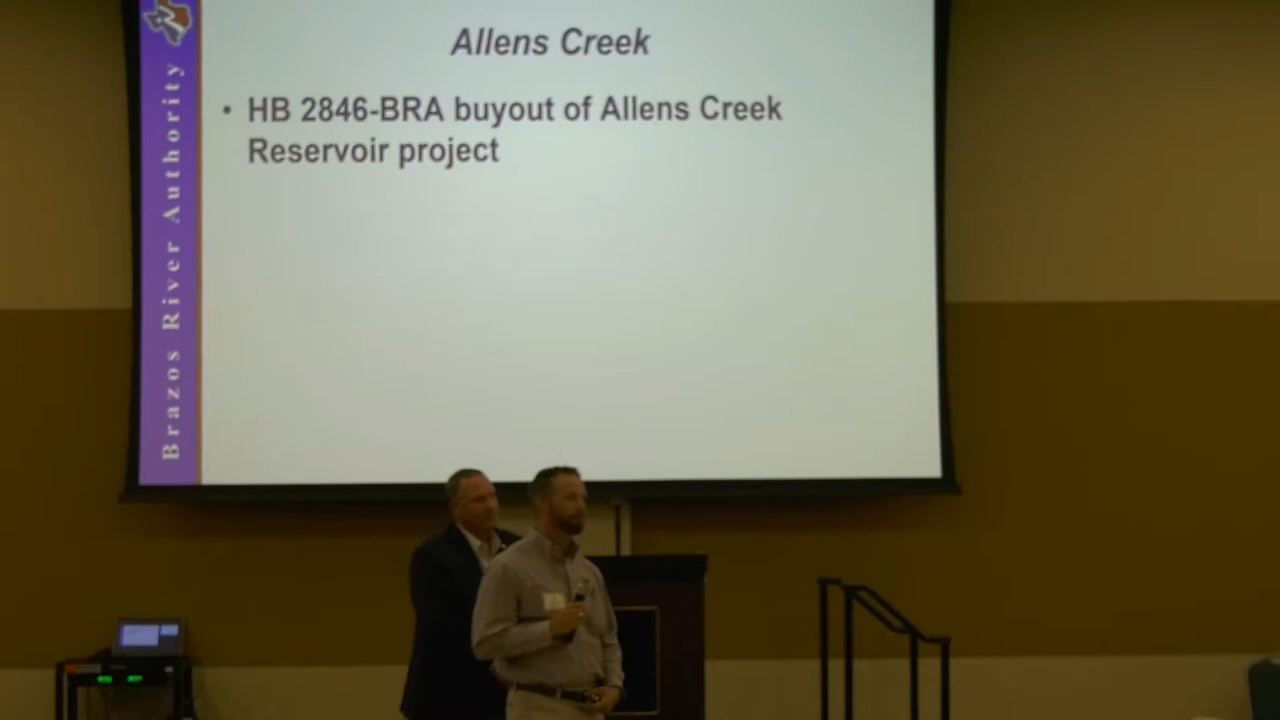 Allens Creek
• HB 2846-BRA buyout of Allens Creek
Reservoir project
Brazos River Authority